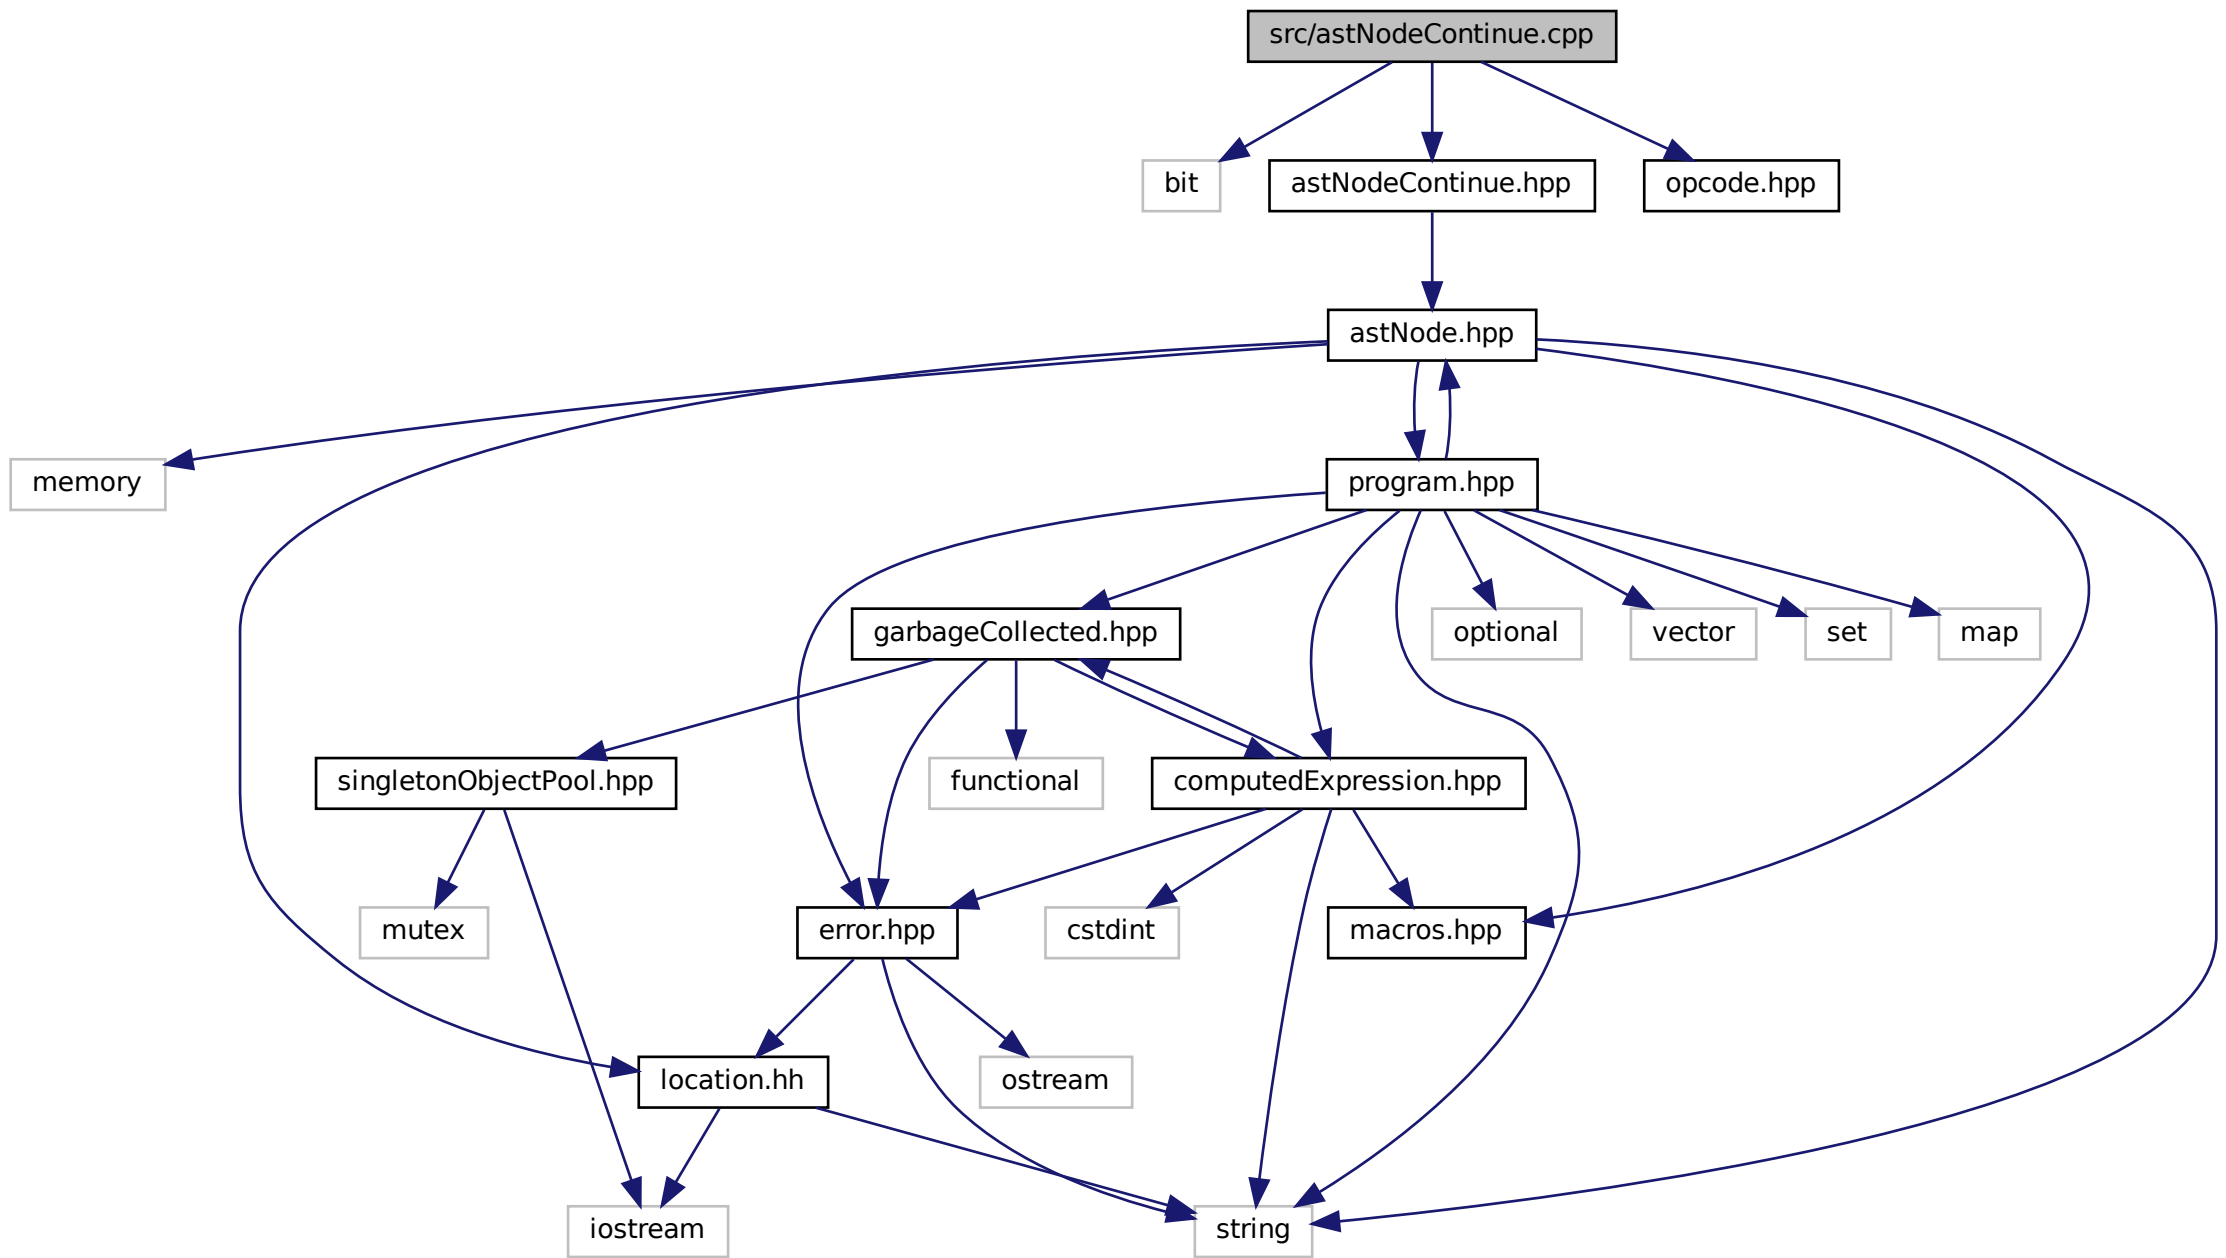 src/astNodeContinue.cpp
bit
astNodeContinue.hpp
opcode.hpp
astNode.hpp
memory
program.hpp
garbageCollected.hpp
optional
vector
set
map
singletonObjectPool.hpp
functional
computedExpression.hpp
mutex
error.hpp
cstdint
macros.hpp
location.hh
ostream
iostream
string